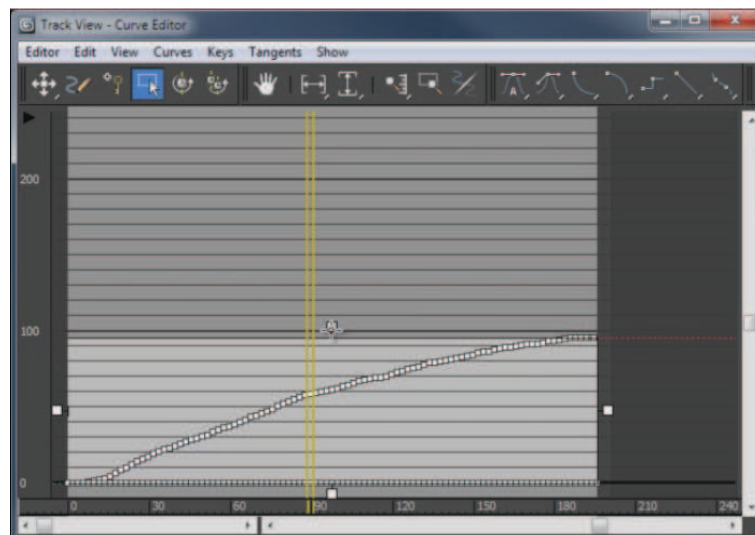 Track View - Curve Editor
Editor Edit View Curves Keys Tangents Show
A
200
100
0
0 30 60 90 120 150 180 210 240